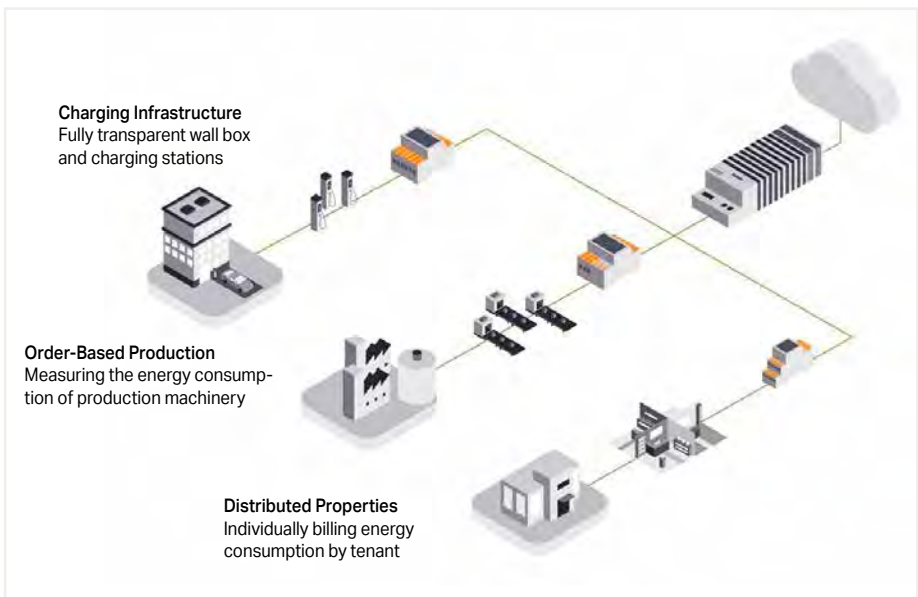 Charging Infrastructure
Fully transparent wall box
and charging stations
Order-Based Production
Measuring the energy consump-
tion of production machinery
Distributed Properties
Individually billing energy
consumption by tenant